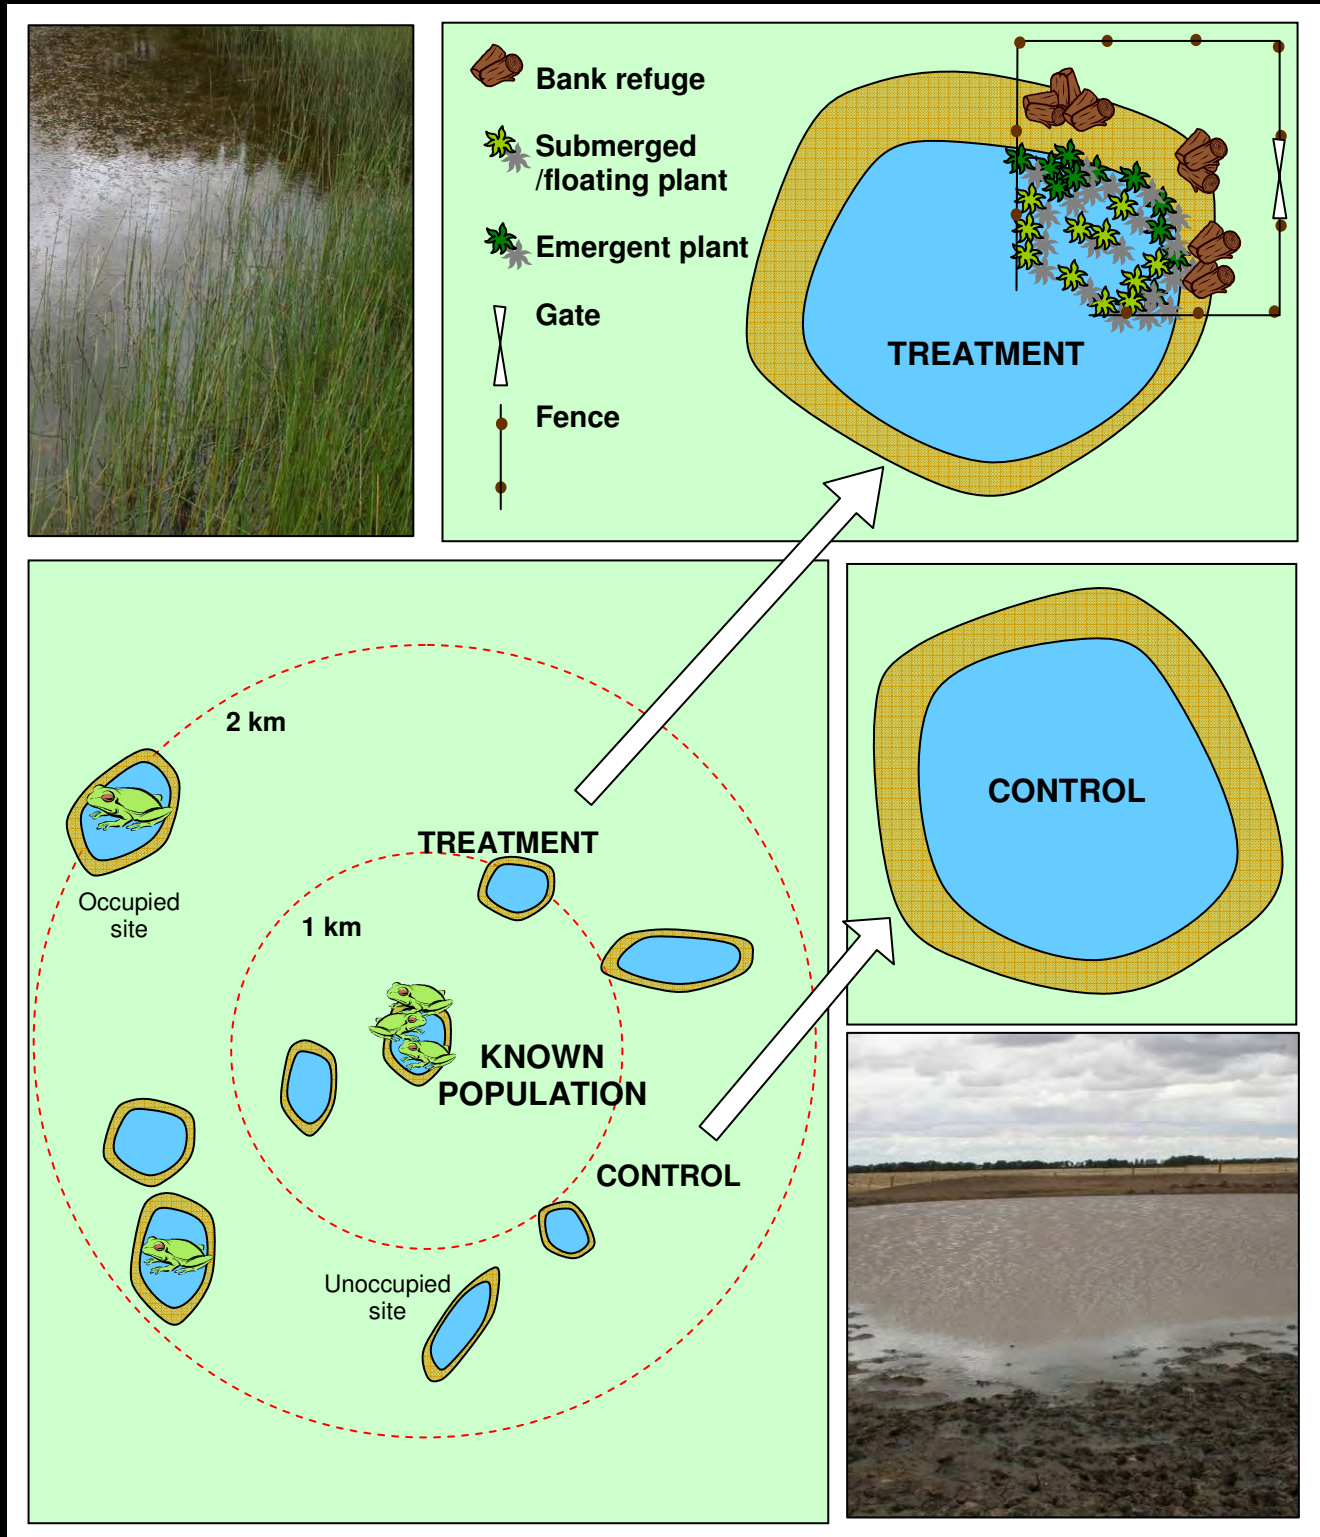 Bank refuge
Submerged
/floating plant
Emergent plant
Gate
Fence
TREATMENT
2 km
TREATMENT
Occupied
site
1 km
KNOWN
POPULATION
CONTROL
Unoccupied
site
CONTROL